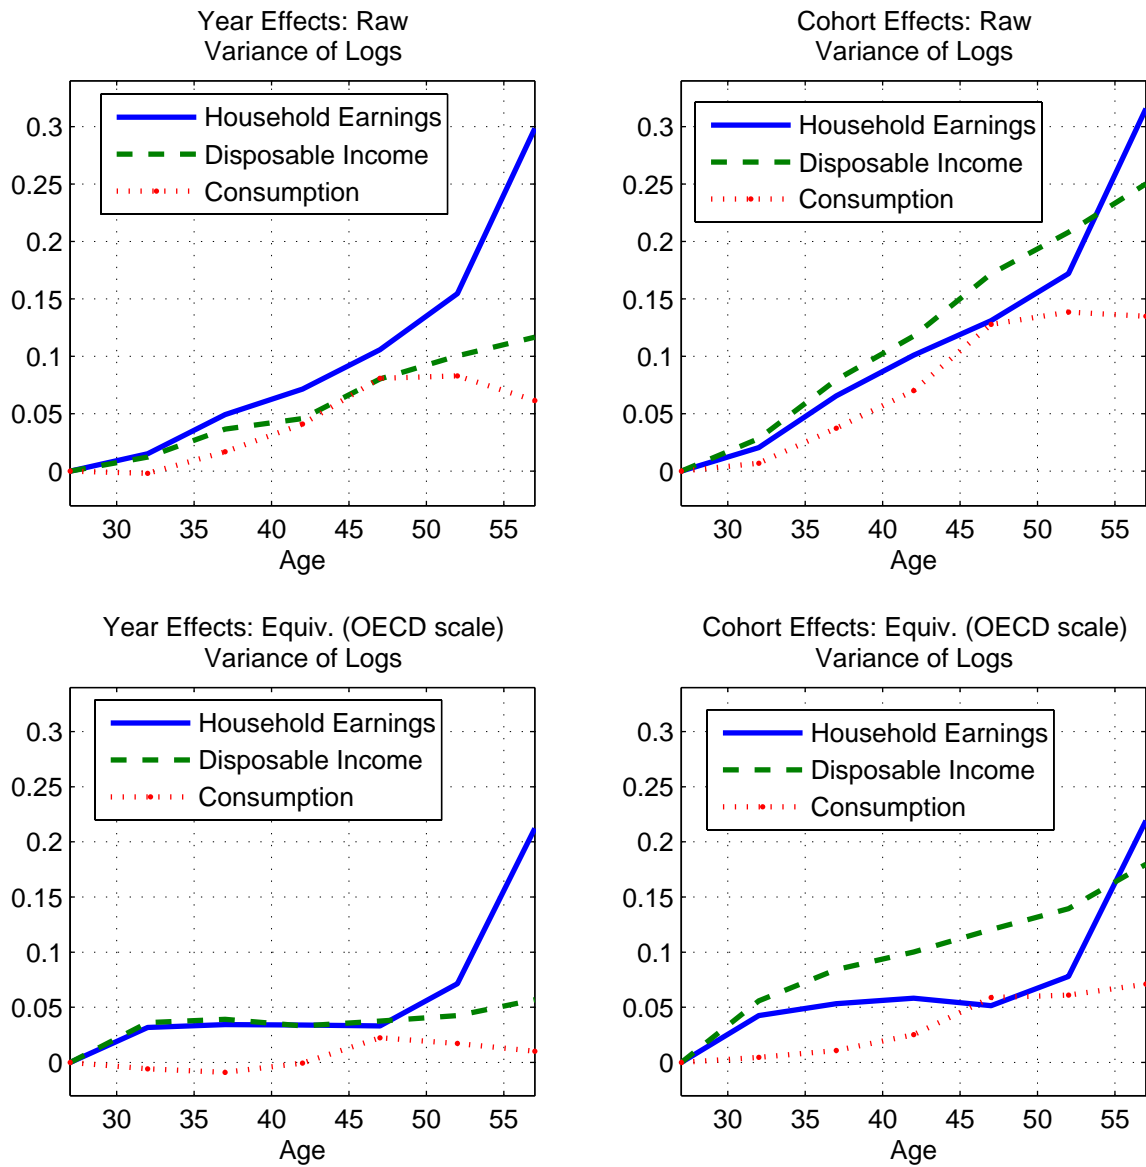 Year Effects: Raw
Variance of Logs
Household Earnings
Disposable Income
Consumption
0.3
0.25
0.2
0.15
0.1
0.05
0
30 35 40 45 50 55
Age
Cohort Effects: Raw
Variance of Logs
Household Earnings
Disposable Income
Consumption
0.3
0.25
0.2
0.15
0.1
0.05
0
30 35 40 45 50 55
Age
Year Effects: Equiv. (OECD scale)
Variance of Logs
Household Earnings
Disposable Income
Consumption
0.3
0.25
0.2
0.15
0.1
0.05
0
30 35 40 45 50 55
Age
Cohort Effects: Equiv. (OECD scale)
Variance of Logs
Household Earnings
Disposable Income
Consumption
0.3
0.25
0.2
0.15
0.1
0.05
0
30 35 40 45 50 55
Age